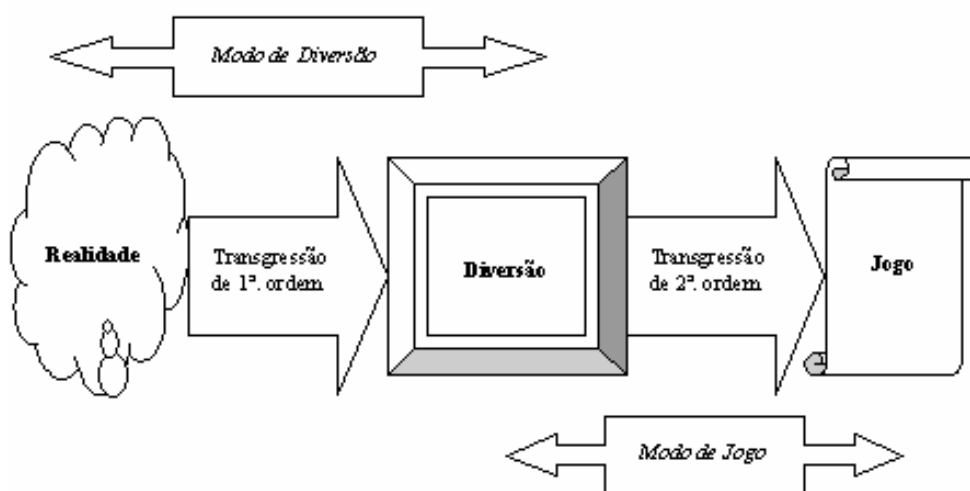 Modo de Diversão
Realidade
Transgressão
de 1ª. ordem
Diversão
Transgressão
de 2ª. ordem
Jogo
Modo de Jogo